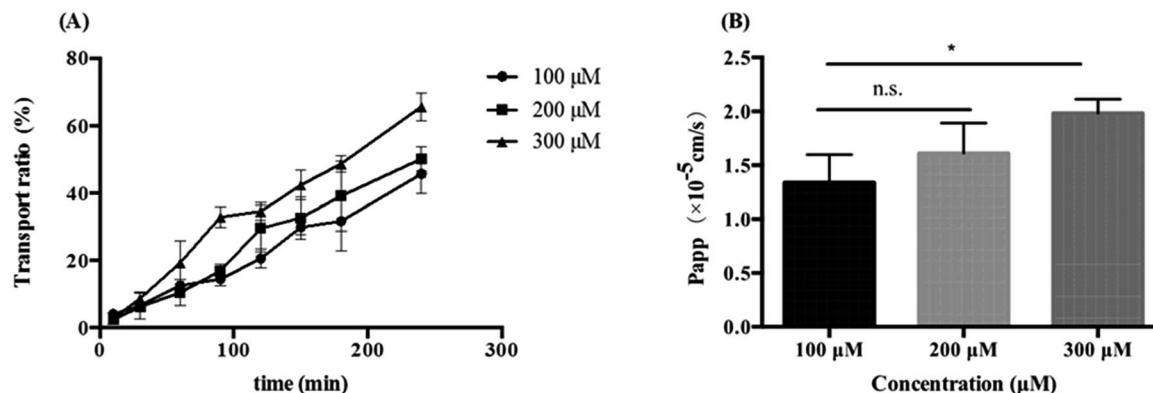 (A)
Transport ratio (%)
80
60
40
20
0
0
100
200
300
time (min)
100 μM
200 μM
300 μM
(B)
Papp （×10⁻⁵cm/s）
2.5
2.0
1.5
1.0
0.5
0.0
*
n.s.
100 μM
200 μM
300 μM
Concentration (μM)